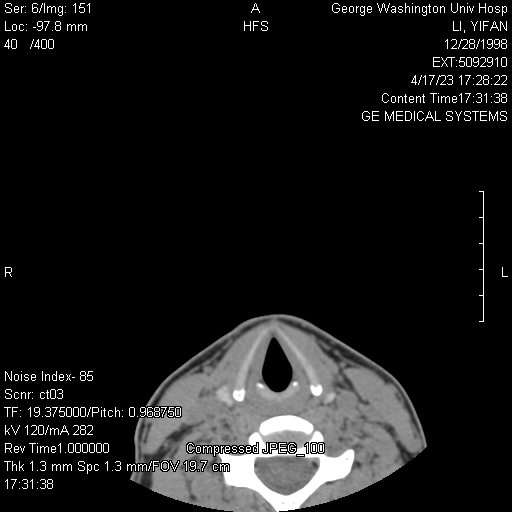 Ser: 6/Img: 151
Loc: -97.8 mm
40 /400
A
HFS
George Washington Univ Hosp
LI, YIFAN
12/28/1998
EXT:5092910
4/17/23 17:28:22
Content Time17:31:38
GE MEDICAL SYSTEMS
R
L
Noise Index- 85
Scnr: ct03
TF: 19.375000/Pitch: 0.968750
kV 120/mA 282
Rev Time1.000000
Compressed JPEG_100
Thk 1.3 mm Spc 1.3 mm/FOV 19.7 cm
17:31:38